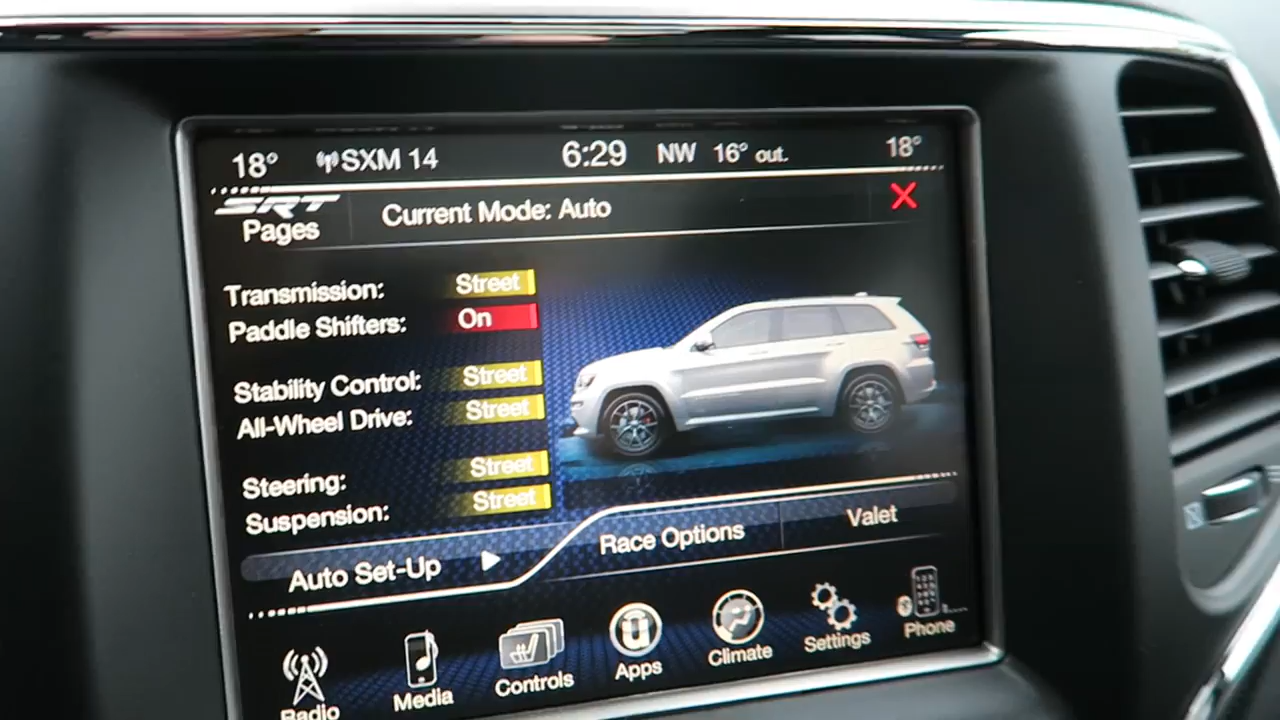 18° SXM 14 6:29 NW 16° out. 18°
SRT
Pages
Current Mode: Auto
X
Transmission: Street
Paddle Shifters: On
Stability Control: Street
All-Wheel Drive: Street
Steering: Street
Suspension: Street
Auto Set-Up Race Options Valet
Radio Media Controls Apps Climate Settings Phone